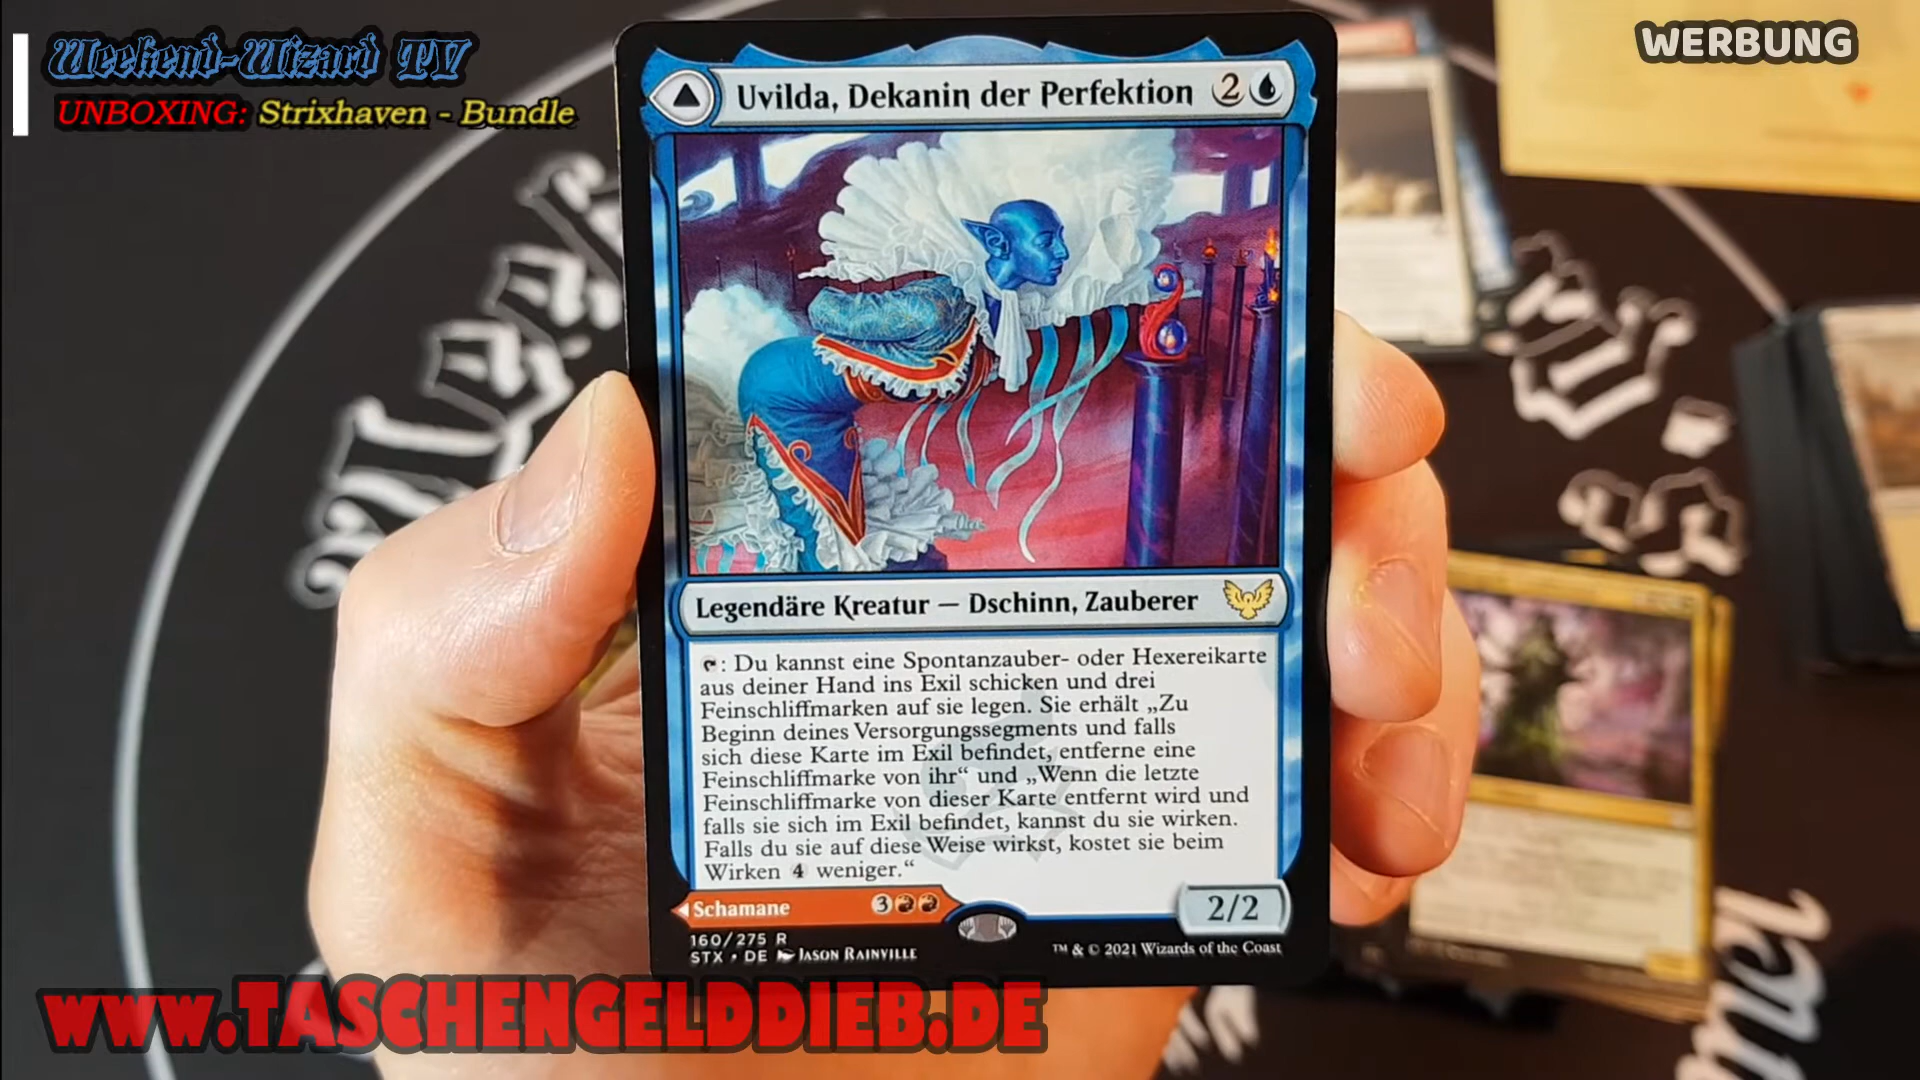 Weekend-Wizard TV
UNBOXING: Strixhaven - Bundle
WERBUNG
Uvilda, Dekanin der Perfektion 2
Legendäre Kreatur — Dschinn, Zauberer
: Du kannst eine Spontanzauber- oder Hexereikarte
aus deiner Hand ins Exil schicken und drei
Feinschliffmarken auf sie legen. Sie erhält „Zu
Beginn deines Versorgungssegments und falls
sich diese Karte im Exil befindet, entferne eine
Feinschliffmarke von ihr“ und „Wenn die letzte
Feinschliffmarke von dieser Karte entfernt wird und
falls sie sich im Exil befindet, kannst du sie wirken.
Falls du sie auf diese Weise wirkst, kostet sie beim
Wirken 4 weniger.“
Schamane 3
2/2
160/275 R
STX • DE JASON RAINVILLE
™ & © 2021 Wizards of the Coast
www.TASCHENGELDDIEB.DE